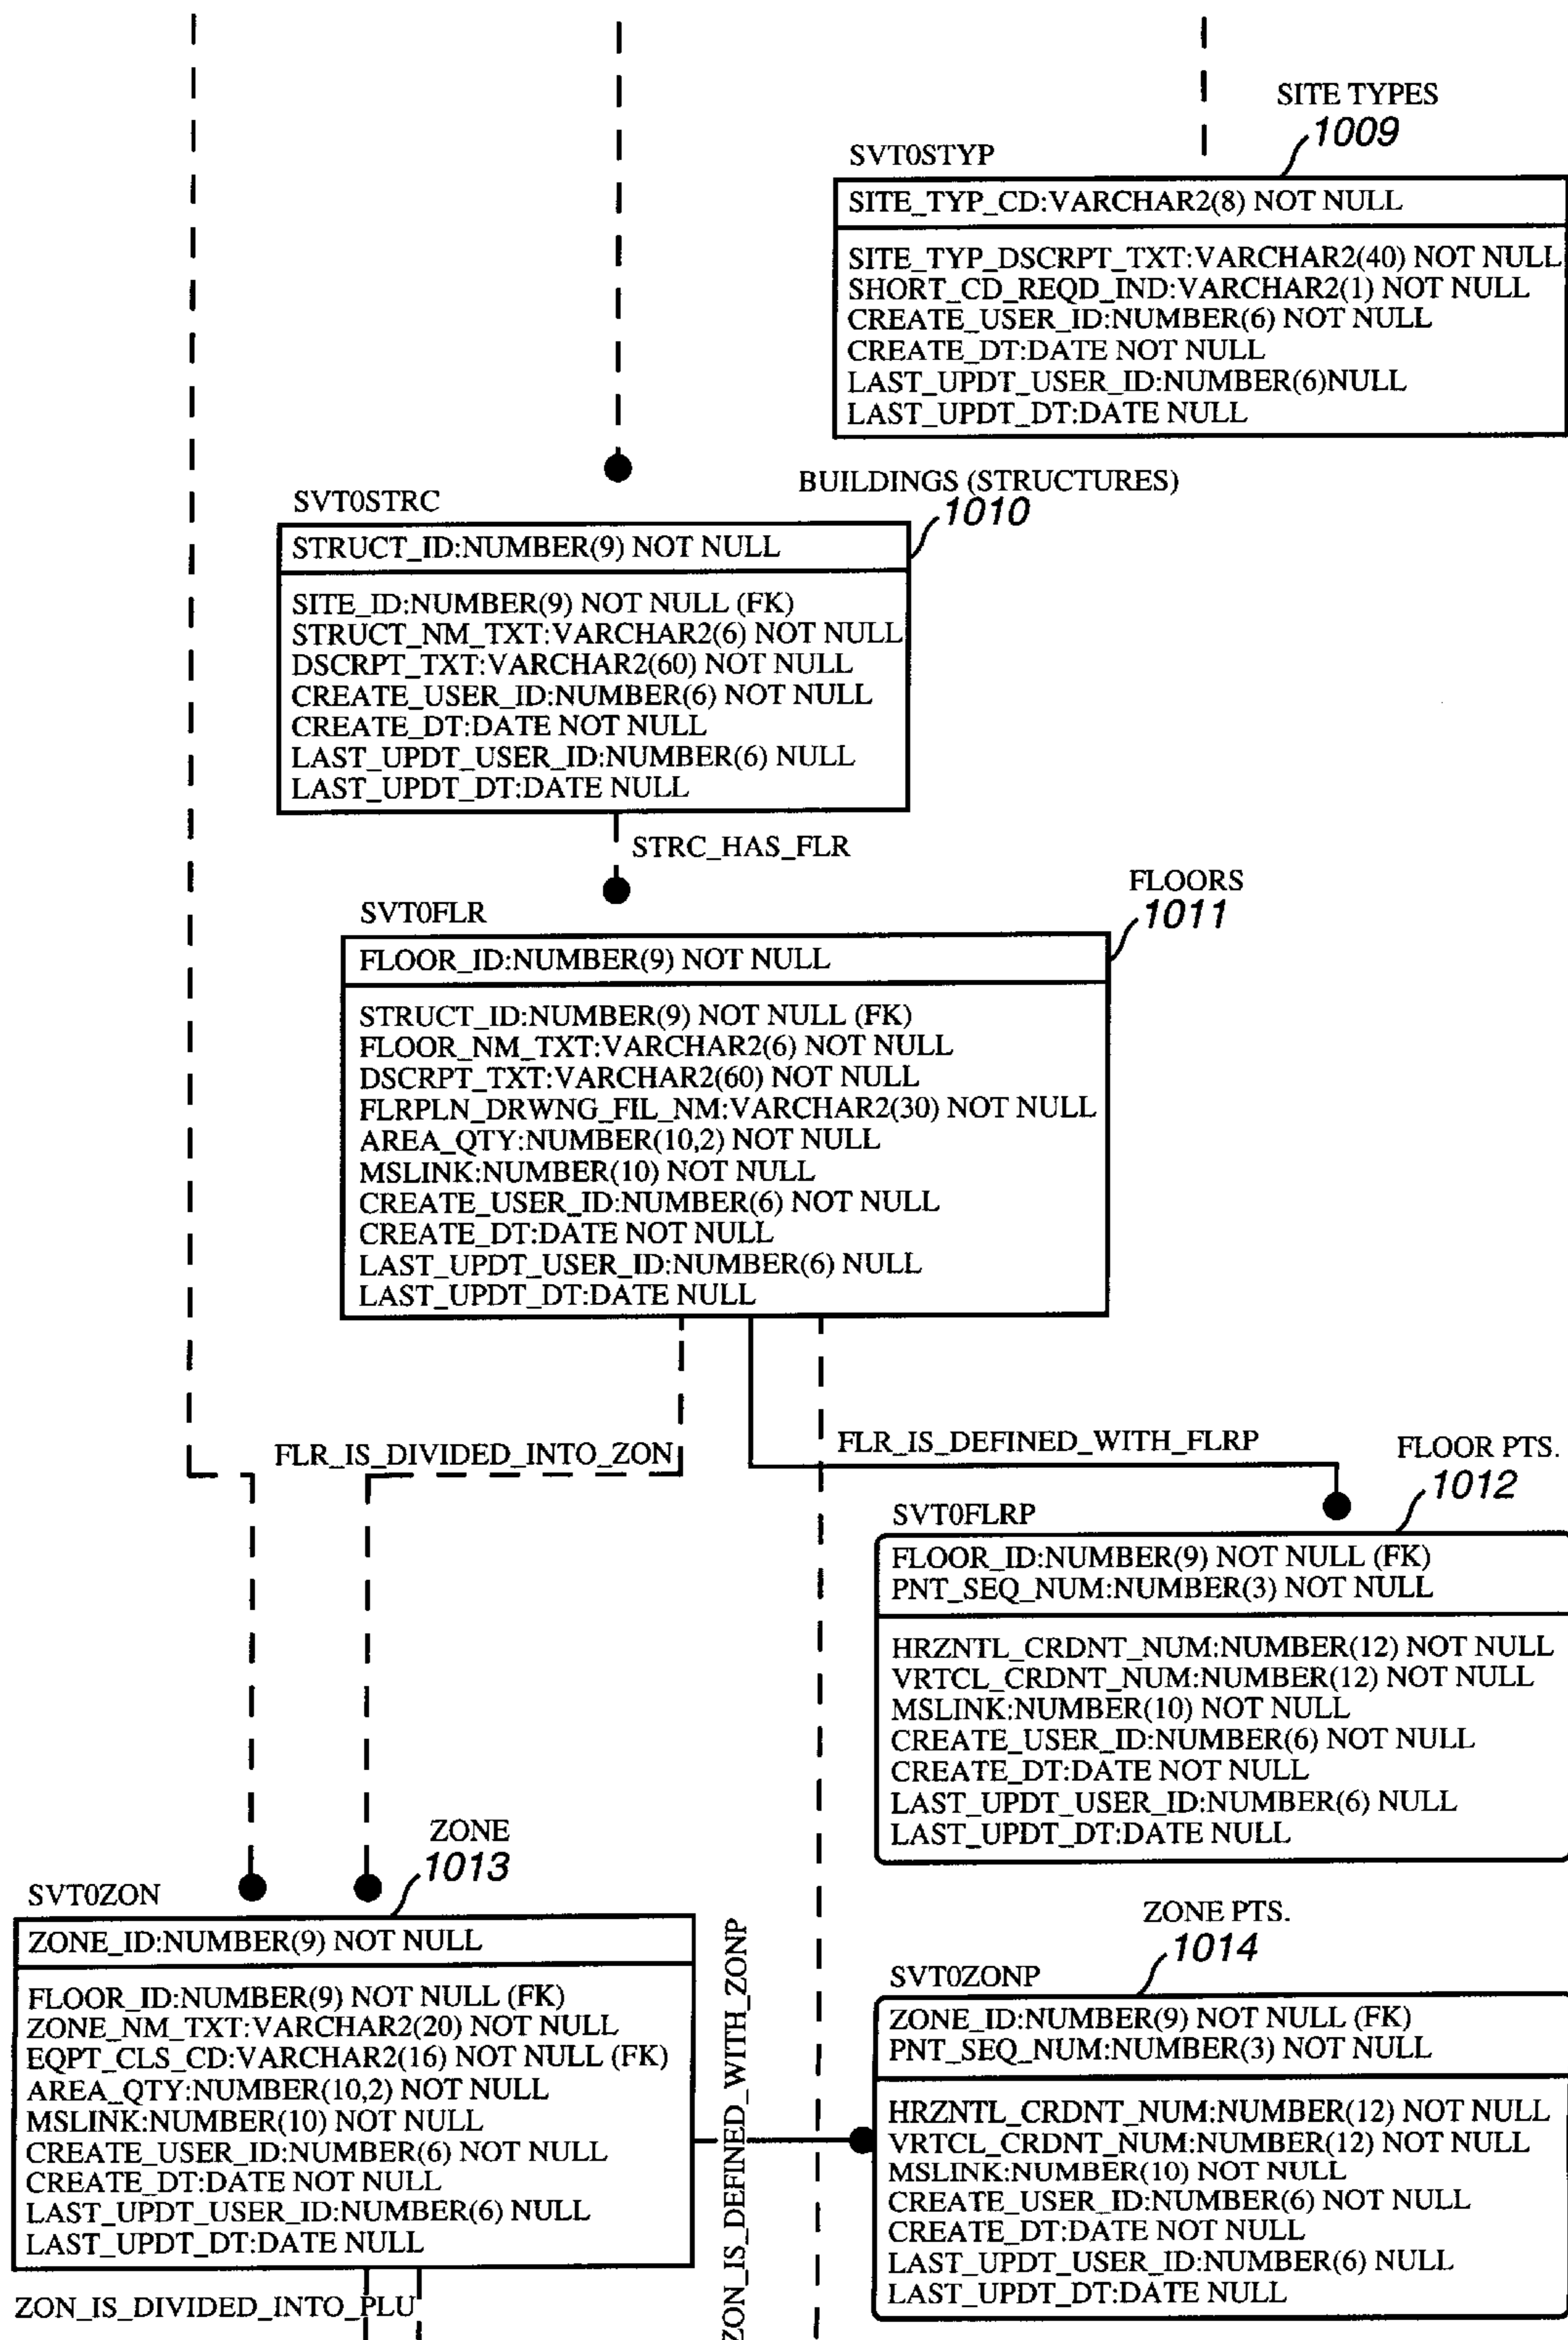 SITE TYPES
1009
SVT0STYP
SITE_TYP_CD:VARCHAR2(8) NOT NULL
SITE_TYP_DSCRPT_TXT:VARCHAR2(40) NOT NULL
SHORT_CD_REQD_IND:VARCHAR2(1) NOT NULL
CREATE_USER_ID:NUMBER(6) NOT NULL
CREATE_DT:DATE NOT NULL
LAST_UPDT_USER_ID:NUMBER(6)NULL
LAST_UPDT_DT:DATE NULL
BUILDINGS (STRUCTURES)
1010
SVT0STRC
STRUCT_ID:NUMBER(9) NOT NULL
SITE_ID:NUMBER(9) NOT NULL (FK)
STRUCT_NM_TXT:VARCHAR2(6) NOT NULL
DSCRPT_TXT:VARCHAR2(60) NOT NULL
CREATE_USER_ID:NUMBER(6) NOT NULL
CREATE_DT:DATE NOT NULL
LAST_UPDT_USER_ID:NUMBER(6) NULL
LAST_UPDT_DT:DATE NULL
STRC_HAS_FLR
FLOORS
1011
SVT0FLR
FLOOR_ID:NUMBER(9) NOT NULL
STRUCT_ID:NUMBER(9) NOT NULL (FK)
FLOOR_NM_TXT:VARCHAR2(6) NOT NULL
DSCRPT_TXT:VARCHAR2(60) NOT NULL
FLRPLN_DRWNG_FIL_NM:VARCHAR2(30) NOT NULL
AREA_QTY:NUMBER(10,2) NOT NULL
MSLINK:NUMBER(10) NOT NULL
CREATE_USER_ID:NUMBER(6) NOT NULL
CREATE_DT:DATE NOT NULL
LAST_UPDT_USER_ID:NUMBER(6) NULL
LAST_UPDT_DT:DATE NULL
FLR_IS_DIVIDED_INTO_ZON
FLR_IS_DEFINED_WITH_FLRP
FLOOR PTS.
1012
SVT0FLRP
FLOOR_ID:NUMBER(9) NOT NULL (FK)
PNT_SEQ_NUM:NUMBER(3) NOT NULL
HRZNTL_CRDNT_NUM:NUMBER(12) NOT NULL
VRTCL_CRDNT_NUM:NUMBER(12) NOT NULL
MSLINK:NUMBER(10) NOT NULL
CREATE_USER_ID:NUMBER(6) NOT NULL
CREATE_DT:DATE NOT NULL
LAST_UPDT_USER_ID:NUMBER(6) NULL
LAST_UPDT_DT:DATE NULL
ZONE
1013
SVT0ZON
ZONE_ID:NUMBER(9) NOT NULL
FLOOR_ID:NUMBER(9) NOT NULL (FK)
ZONE_NM_TXT:VARCHAR2(20) NOT NULL
EQPT_CLS_CD:VARCHAR2(16) NOT NULL (FK)
AREA_QTY:NUMBER(10,2) NOT NULL
MSLINK:NUMBER(10) NOT NULL
CREATE_USER_ID:NUMBER(6) NOT NULL
CREATE_DT:DATE NOT NULL
LAST_UPDT_USER_ID:NUMBER(6) NULL
LAST_UPDT_DT:DATE NULL
ZON_IS_DIVIDED_INTO_PLU
ZON_IS_DEFINED_WITH_ZONP
ZONE PTS.
1014
SVT0ZONP
ZONE_ID:NUMBER(9) NOT NULL (FK)
PNT_SEQ_NUM:NUMBER(3) NOT NULL
HRZNTL_CRDNT_NUM:NUMBER(12) NOT NULL
VRTCL_CRDNT_NUM:NUMBER(12) NOT NULL
MSLINK:NUMBER(10) NOT NULL
CREATE_USER_ID:NUMBER(6) NOT NULL
CREATE_DT:DATE NOT NULL
LAST_UPDT_USER_ID:NUMBER(6) NULL
LAST_UPDT_DT:DATE NULL